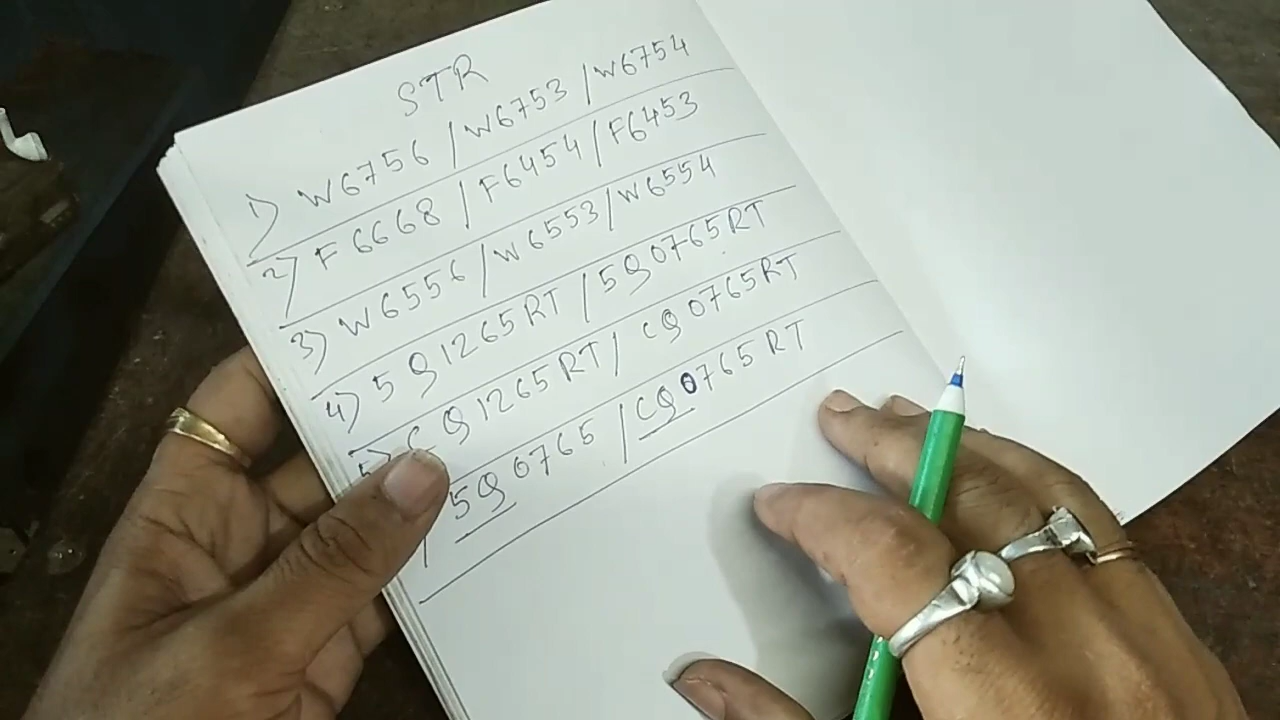 STR
1) W6756 / W6753 / W6754
2) F6668 / F6454 / F6453
3) W6556 / W6553 / W6554
4) 5Q1265RT / 5Q0765RT
5) CQ1265RT / CQ0765RT
5Q0765 / CQ0765RT